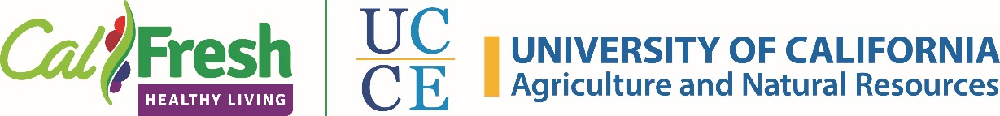 CalFresh
HEALTHY LIVING
UC
CE
UNIVERSITY OF CALIFORNIA
Agriculture and Natural Resources